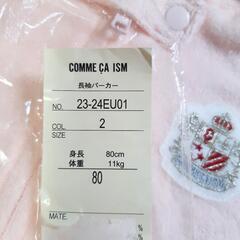 COMME ÇA ISM
長袖パーカー
NO. 23-24EU01
COL 2
SIZE
身長 80cm
体重 11kg
80
MATE.
%
%